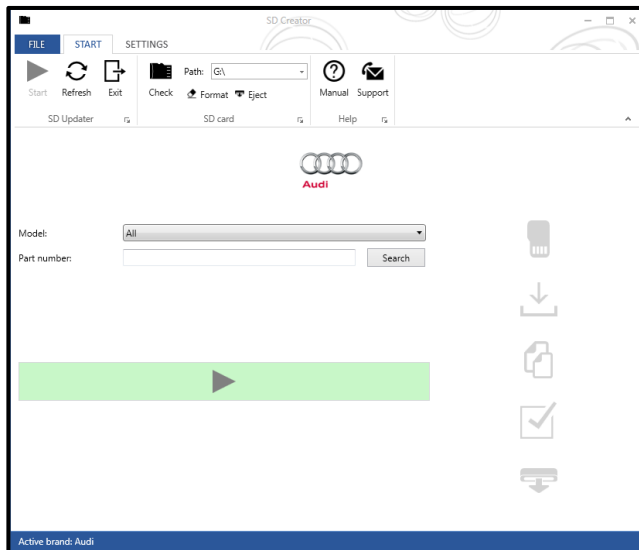 SD Creator
FILE START SETTINGS
Path: G:\
Start Refresh Exit Check Format Eject Manual Support
SD Updater SD card Help
Audi
Model: All
Part number: Search
Active brand: Audi